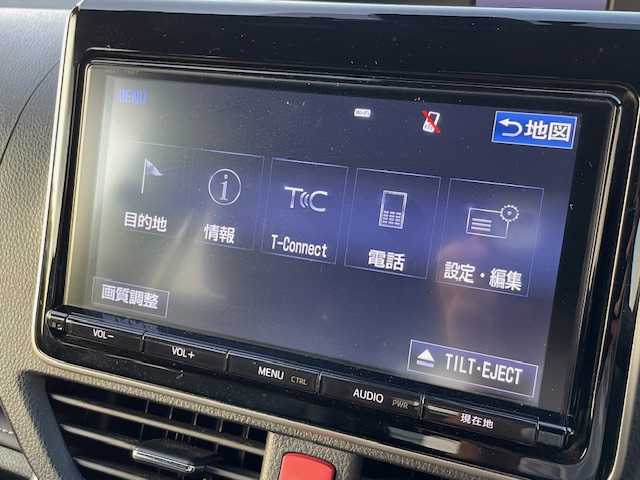 MENU
地図
目的地
情報
T-Connect
電話
設定・編集
画質調整
TILT・EJECT
VOL−
VOL+
MENU CTRL
AUDIO PWR
現在地